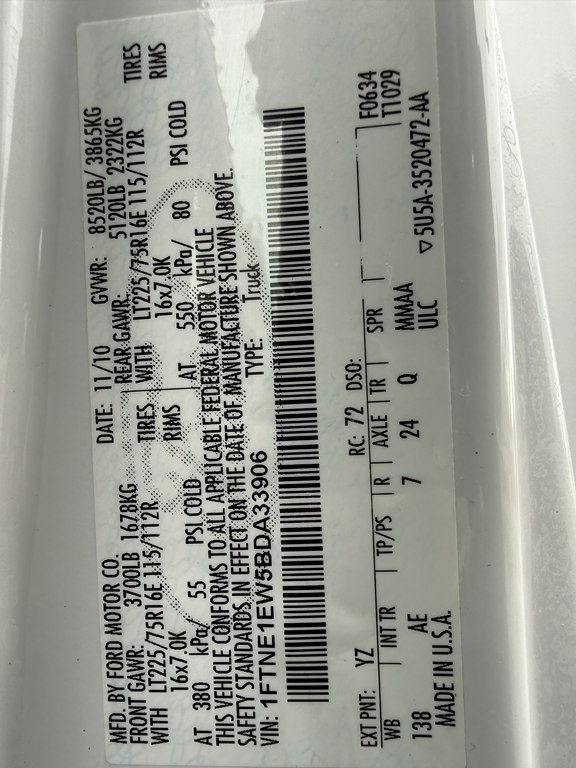 MFD. BY FORD MOTOR CO. DATE: 11/10 GVWR: 8520LB/ 3865KG
FRONT GAWR: 3700LB 1678KG REAR GAWR: 5120LB 2322KG
WITH LT225/75R16E 115/112R TIRES WITH LT225/75R16E 115/112R TIRES
16x7.0K RIMS 16x7.0K RIMS
AT 380 kPa/ 55 PSI COLD AT 550 kPa/ 80 PSI COLD
THIS VEHICLE CONFORMS TO ALL APPLICABLE FEDERAL MOTOR VEHICLE
SAFETY STANDARDS IN EFFECT ON THE DATE OF MANUFACTURE SHOWN ABOVE.
VIN: 1FTNE1EW5BDA33906 TYPE: Truck
F0634
T1029
EXT PNT: YZ RC: 72 DSO:
WB INT TR TP/PS R AXLE TR SPR
138 AE 7 24 Q MMAA
ULC
MADE IN U.S.A. ▽5U5A-3520472-AA